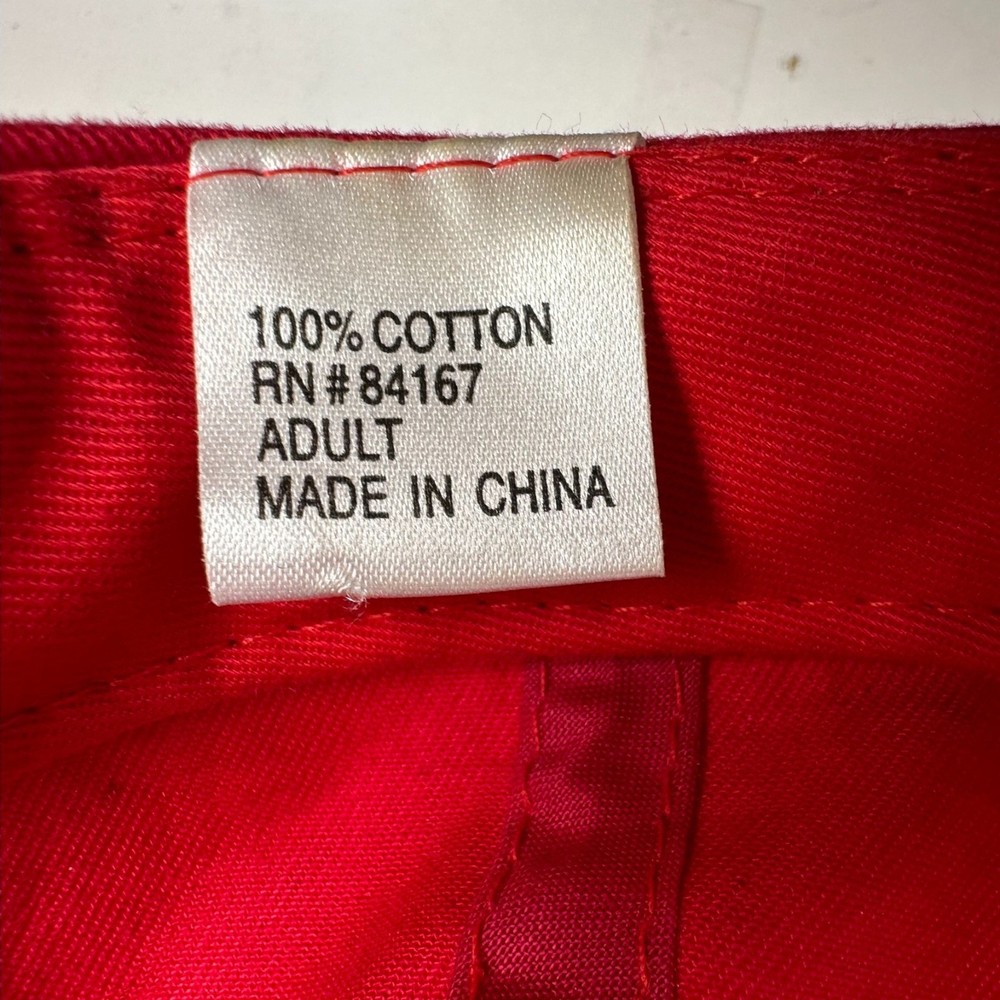 100% COTTON
RN # 84167
ADULT
MADE IN CHINA